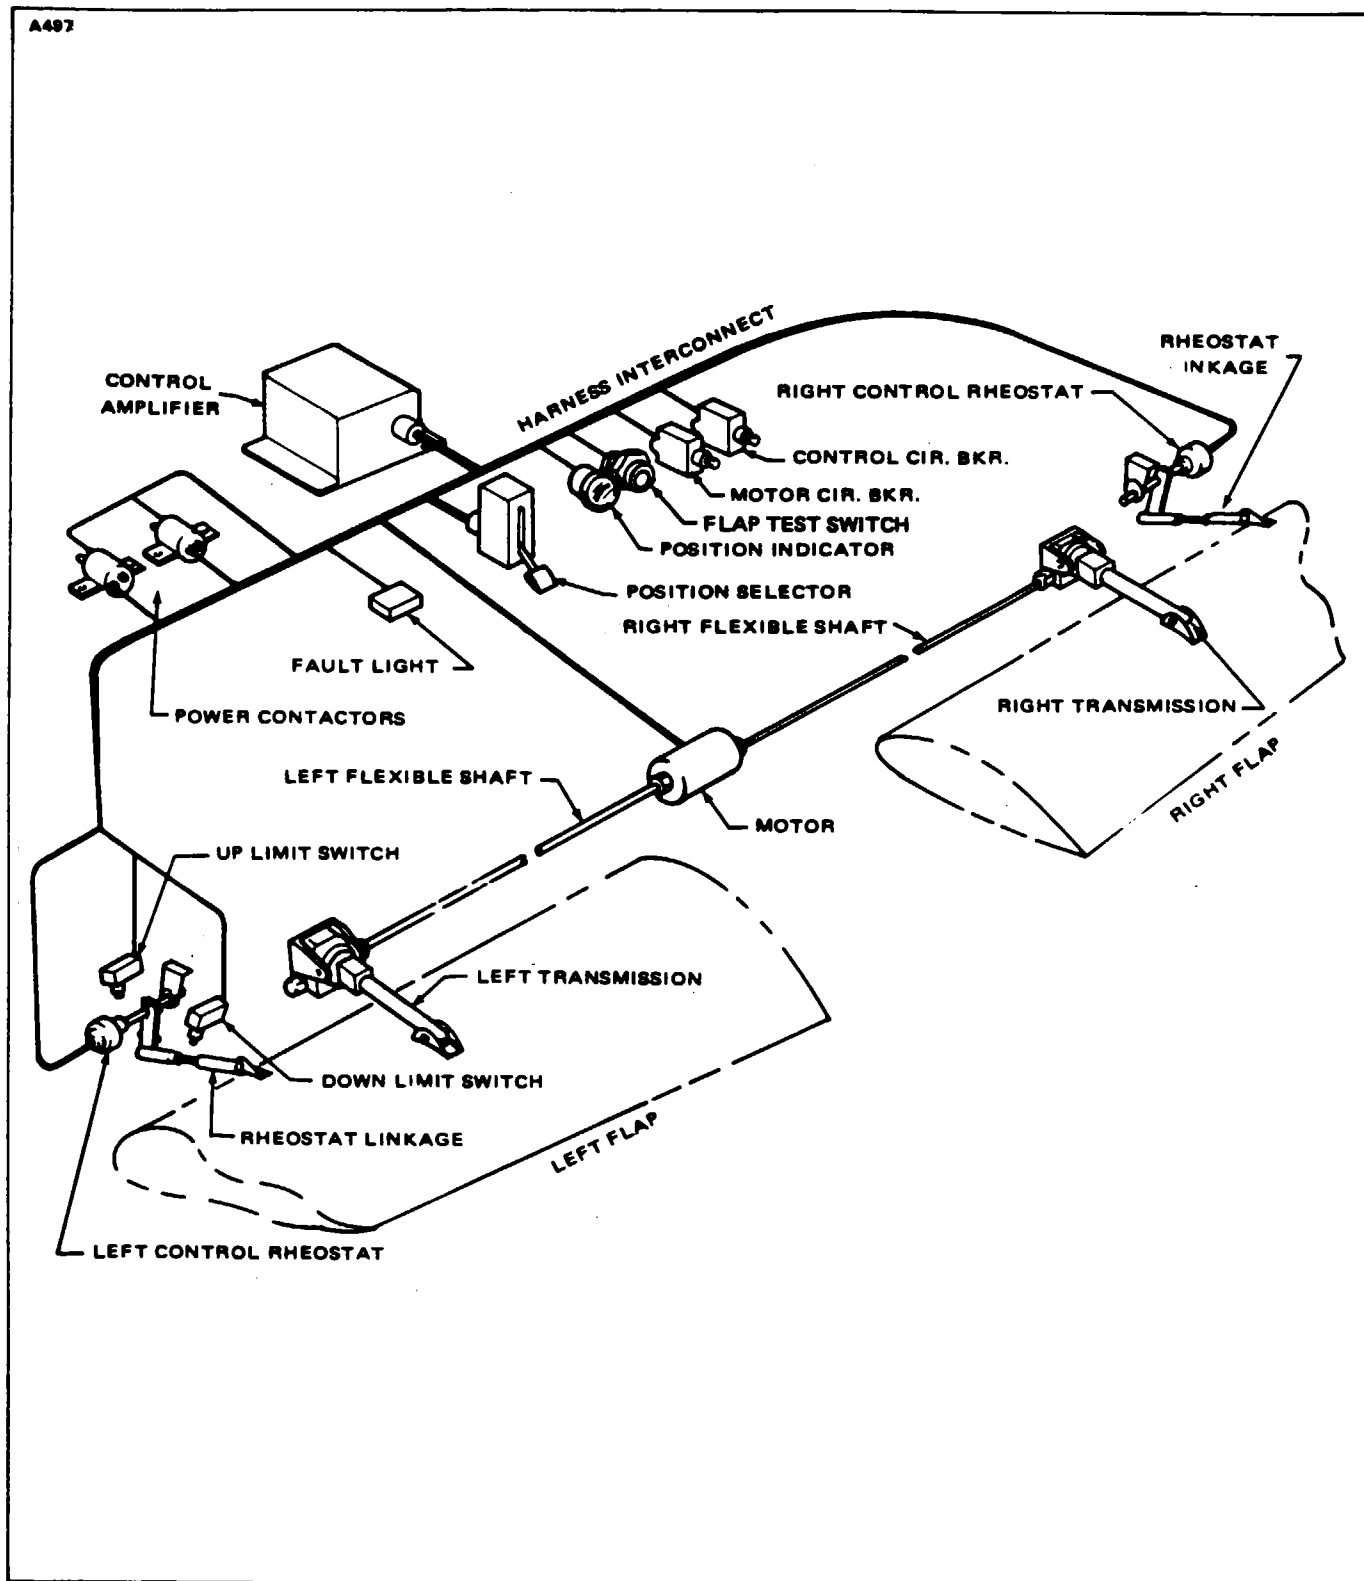 A497
HARNESS INTERCONNECT
RHEOSTAT
INKAGE
CONTROL
AMPLIFIER
RIGHT CONTROL RHEOSTAT
CONTROL CIR. BKR.
MOTOR CIR. BKR.
FLAP TEST SWITCH
POSITION INDICATOR
POSITION SELECTOR
RIGHT FLEXIBLE SHAFT
FAULT LIGHT
RIGHT TRANSMISSION
POWER CONTACTORS
LEFT FLEXIBLE SHAFT
RIGHT FLAP
MOTOR
UP LIMIT SWITCH
LEFT TRANSMISSION
DOWN LIMIT SWITCH
RHEOSTAT LINKAGE
LEFT FLAP
LEFT CONTROL RHEOSTAT